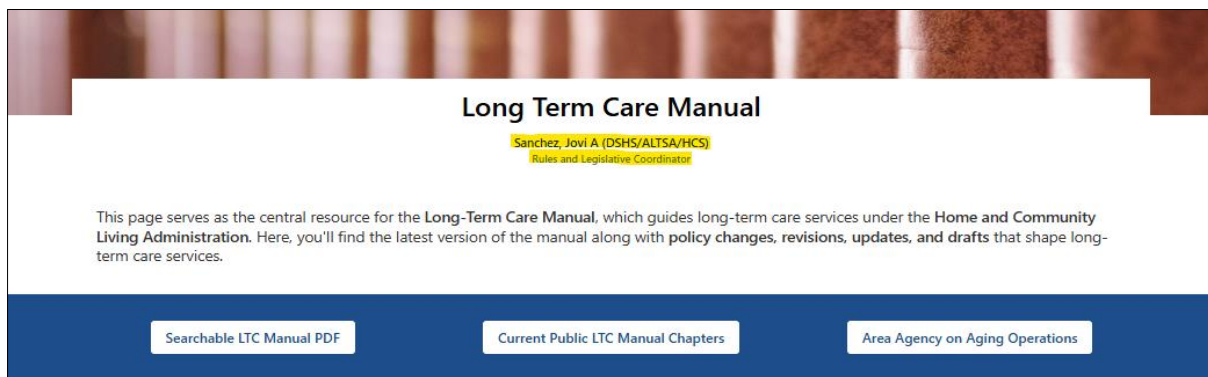 Long Term Care Manual
Sanchez, Jovi A (DSHS/ALTSA/HCS)
Rules and Legislative Coordinator
This page serves as the central resource for the Long-Term Care Manual, which guides long-term care services under the Home and Community
Living Administration. Here, you'll find the latest version of the manual along with policy changes, revisions, updates, and drafts that shape long-
term care services.
Searchable LTC Manual PDF
Current Public LTC Manual Chapters
Area Agency on Aging Operations